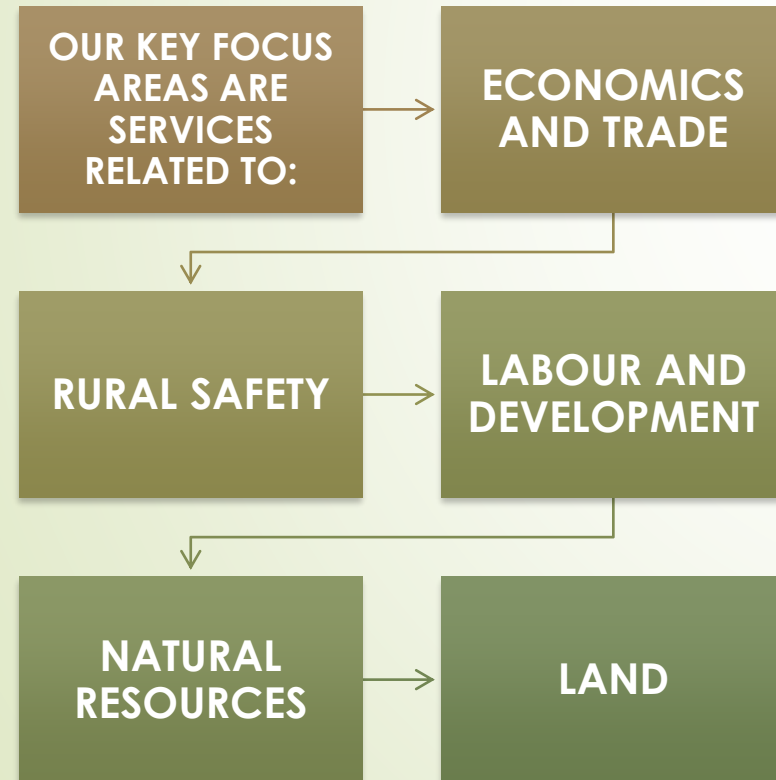 OUR KEY FOCUS
AREAS ARE
SERVICES
RELATED TO:
ECONOMICS
AND TRADE
RURAL SAFETY
LABOUR AND
DEVELOPMENT
NATURAL
RESOURCES
LAND